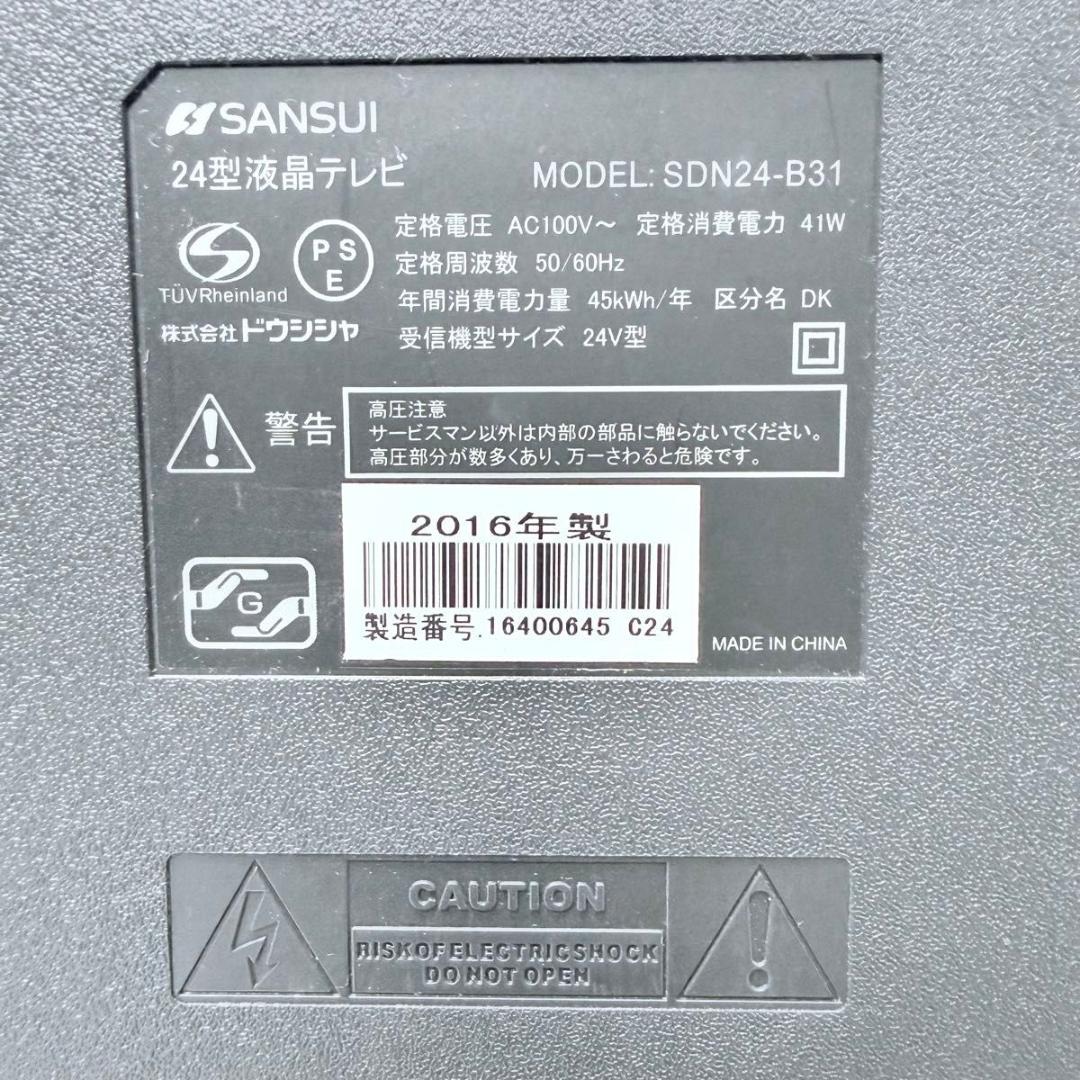 SANSUI
24型液晶テレビ MODEL: SDN24-B31
定格電圧 AC100V～ 定格消費電力 41W
定格周波数 50/60Hz
年間消費電力量 45kWh/年 区分名 DK
受信機型サイズ 24V型
PSE
TÜVRheinland
株式会社ドウシシャ
警告
高圧注意
サービスマン以外は内部の部品に触らないでください。
高圧部分が数多くあり、万一さわると危険です。
2016年製
製造番号.16400645 C24
G
MADE IN CHINA
CAUTION
RISK OF ELECTRIC SHOCK
DO NOT OPEN